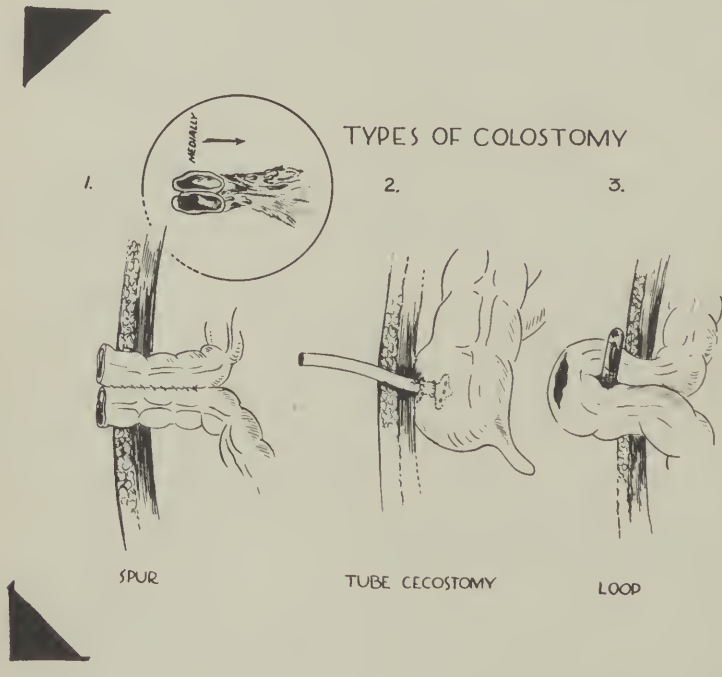 TYPES OF COLOSTOMY
MEDIALLY
1.
2.
3.
SPUR
TUBE CECOSTOMY
LOOP